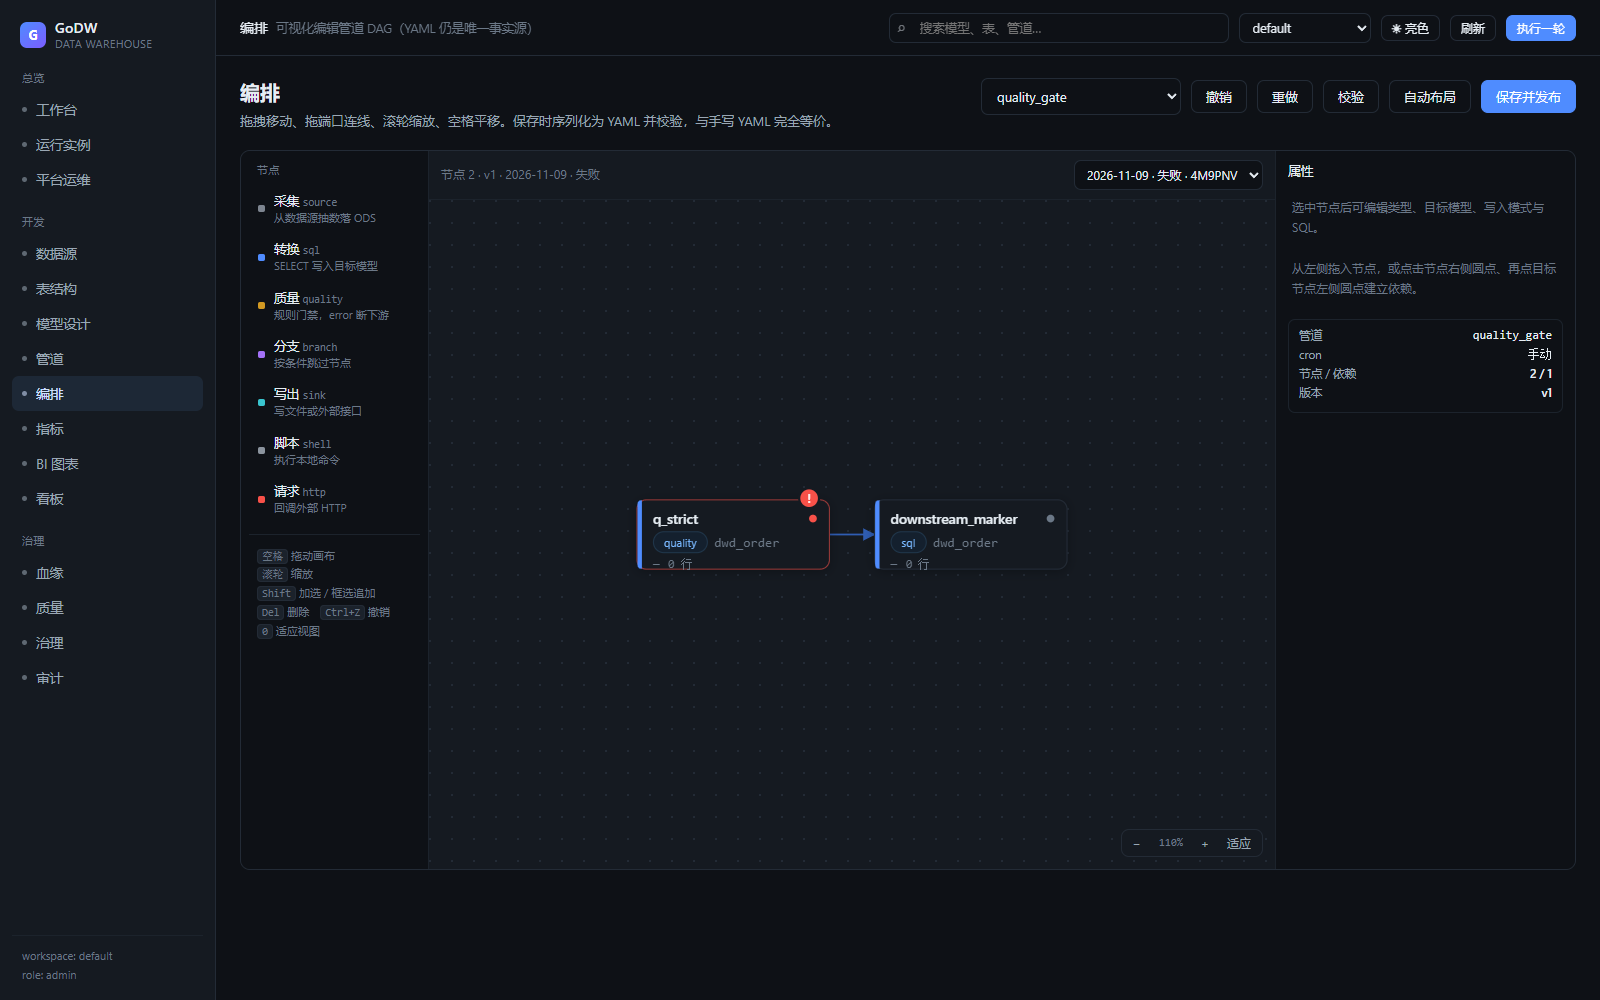 G
GoDW
DATA WAREHOUSE
总览
工作台
运行实例
平台运维
开发
数据源
表结构
模型设计
管道
编排
指标
BI 图表
看板
治理
血缘
质量
治理
审计
workspace: default
role: admin
编排 可视化编辑管道 DAG（YAML 仍是唯一事实源）
搜索模型、表、管道...
default
☀ 亮色
刷新
执行一轮
编排
拖拽移动、拖端口连线、滚轮缩放、空格平移。保存时序列化为 YAML 并校验，与手写 YAML 完全等价。
quality_gate
撤销
重做
校验
自动布局
保存并发布
节点
采集 source
从数据源抽数落 ODS
转换 sql
SELECT 写入目标模型
质量 quality
规则门禁，error 断下游
分支 branch
按条件跳过节点
写出 sink
写文件或外部接口
脚本 shell
执行本地命令
请求 http
回调外部 HTTP
空格 拖动画布
滚轮 缩放
Shift 加选 / 框选追加
Del 删除 Ctrl+Z 撤销
0 适应视图
节点 2 · v1 · 2026-11-09 · 失败
2026-11-09 · 失败 · 4M9PNV
!
q_strict
quality dwd_order
— 0 行
downstream_marker
sql dwd_order
— 0 行
− 110% + 适应
属性
选中节点后可编辑类型、目标模型、写入模式与
SQL。
从左侧拖入节点，或点击节点右侧圆点、再点目标
节点左侧圆点建立依赖。
管道 quality_gate
cron 手动
节点 / 依赖 2 / 1
版本 v1